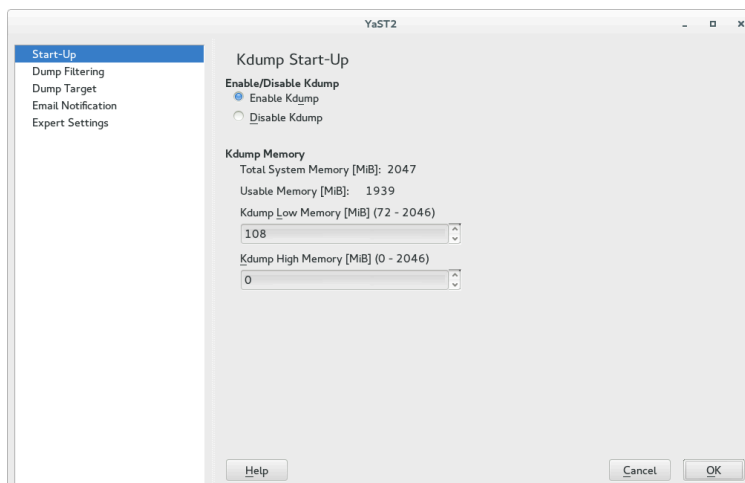 YaST2
Start-Up
Dump Filtering
Dump Target
Email Notification
Expert Settings
Kdump Start-Up
Enable/Disable Kdump
Enable Kdump
Disable Kdump
Kdump Memory
Total System Memory [MiB]: 2047
Usable Memory [MiB]: 1939
Kdump Low Memory [MiB] (72 - 2046)
108
Kdump High Memory [MiB] (0 - 2046)
0
Help
Cancel
OK